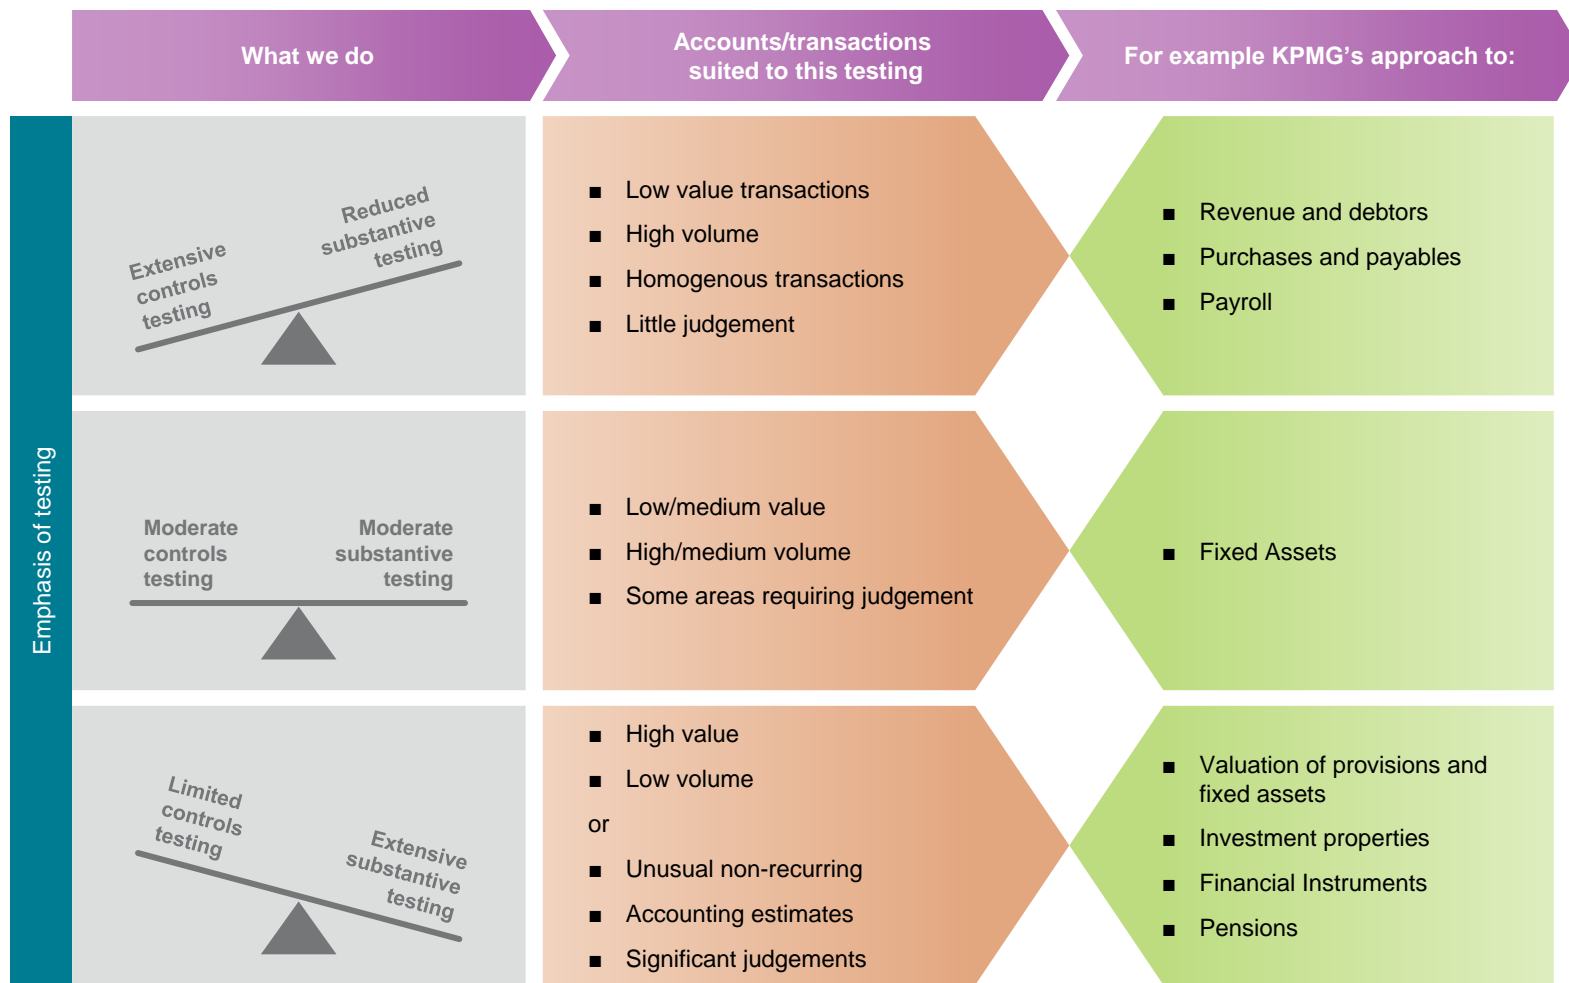 What we do
Accounts/transactions
suited to this testing
For example KPMG's approach to:
Emphasis of testing
Extensive
controls
testing
Reduced
substantive
testing
■ Low value transactions
■ High volume
■ Homogenous transactions
■ Little judgement
■ Revenue and debtors
■ Purchases and payables
■ Payroll
Moderate
controls
testing
Moderate
substantive
testing
■ Low/medium value
■ High/medium volume
■ Some areas requiring judgement
■ Fixed Assets
Limited
controls
testing
Extensive
substantive
testing
■ High value
■ Low volume
or
■ Unusual non-recurring
■ Accounting estimates
■ Significant judgements
■ Valuation of provisions and
fixed assets
■ Investment properties
■ Financial Instruments
■ Pensions